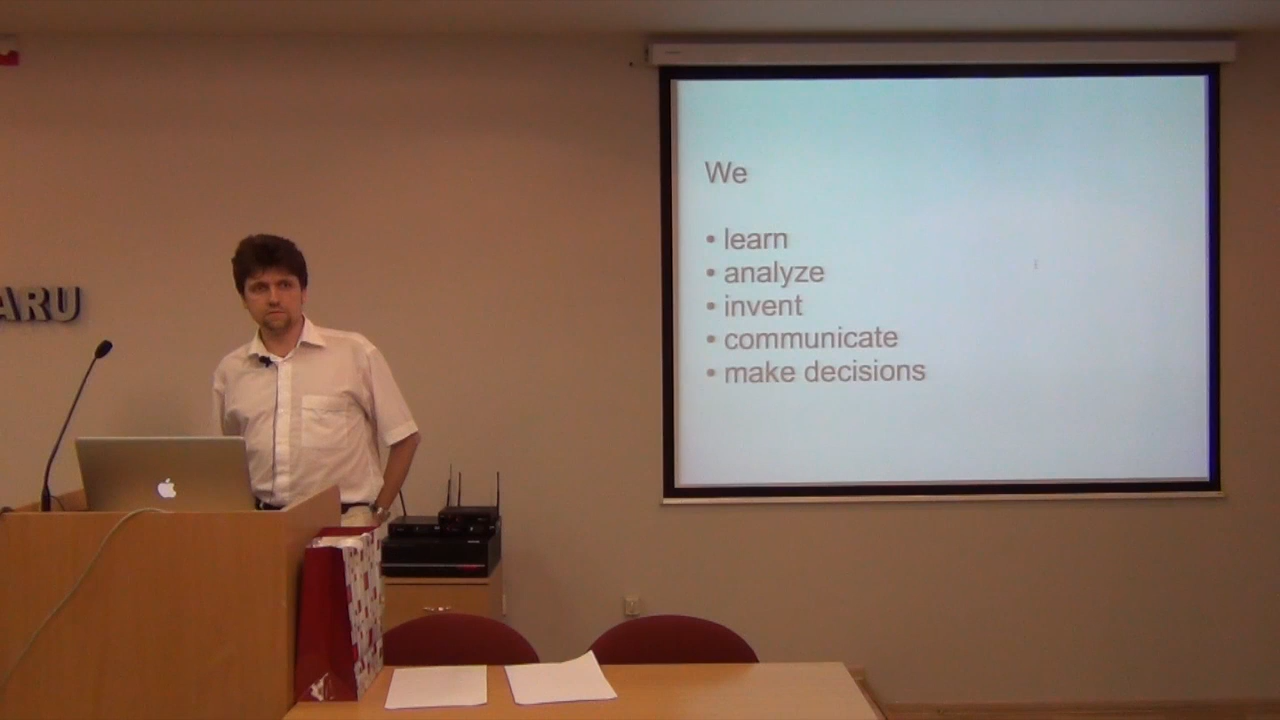 We
• learn
• analyze
• invent
• communicate
• make decisions
ARU